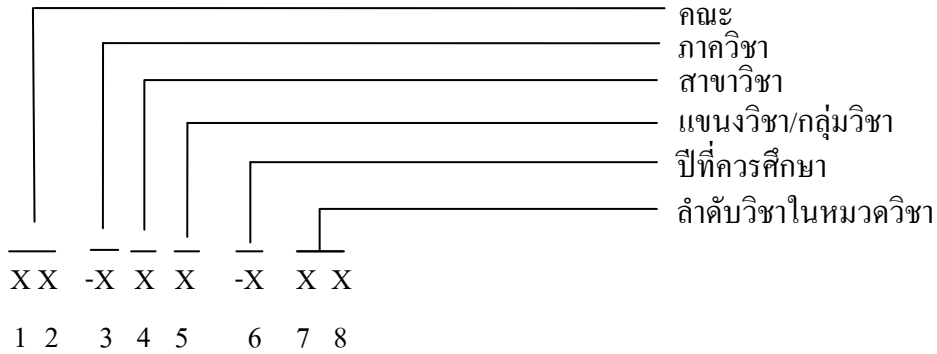 คณะ
ภาควิชา
สาขาวิชา
แขนงวิชา/กลุ่มวิชา
ปีที่ควรศึกษา
ลำดับวิชาในหมวดวิชา
X X -X X X -X X X
1 2 3 4 5 6 7 8